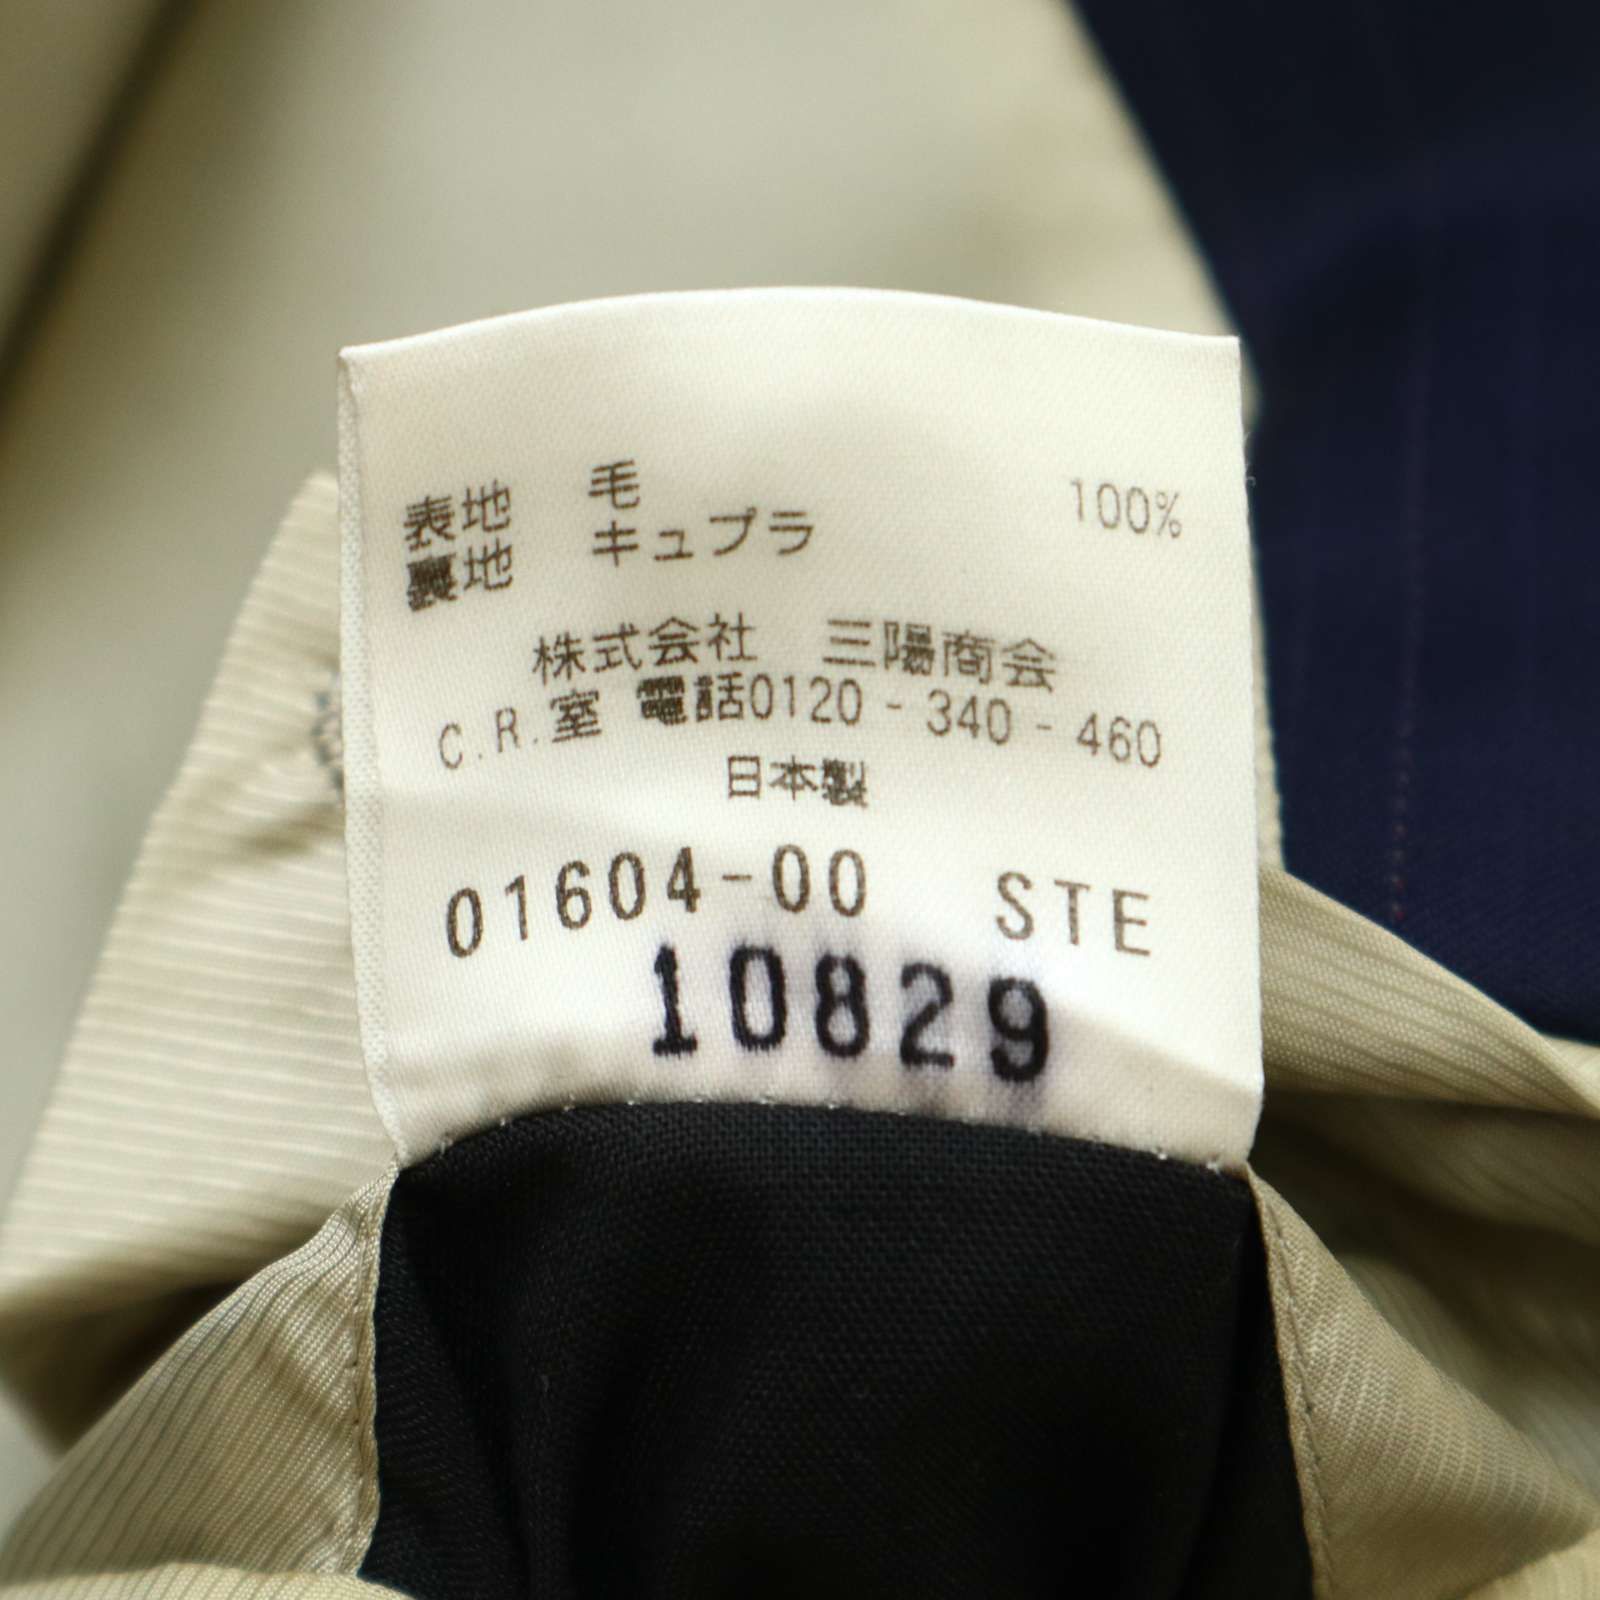 表地 毛 100%
裏地 キュプラ
株式会社 三陽商会
C.R.室 電話0120-340-460
日本製
01604-00 STE
10829